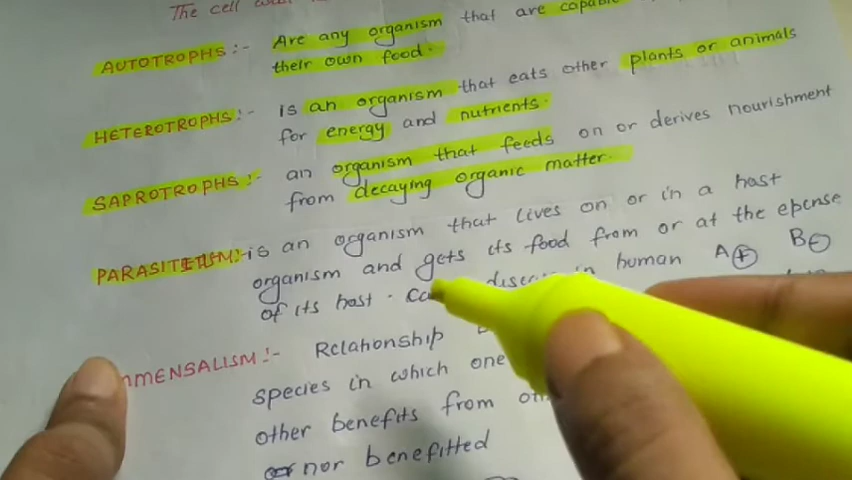 The cell
AUTOTROPHS:- Are any organism that are capable
their own food.
HETEROTROPHS:- is an organism that eats other plants or animals
for energy and nutrients.
SAPROTROPHS:- an organism that feeds on or derives nourishment
from decaying organic matter.
PARASITISM:- is an organism that lives on or in a host
organism and gets its food from or at the epense
of its host. in human A⊕ B⊖
MMENSALISM:- Relationship
species in which one
other benefits from
or nor benefitted